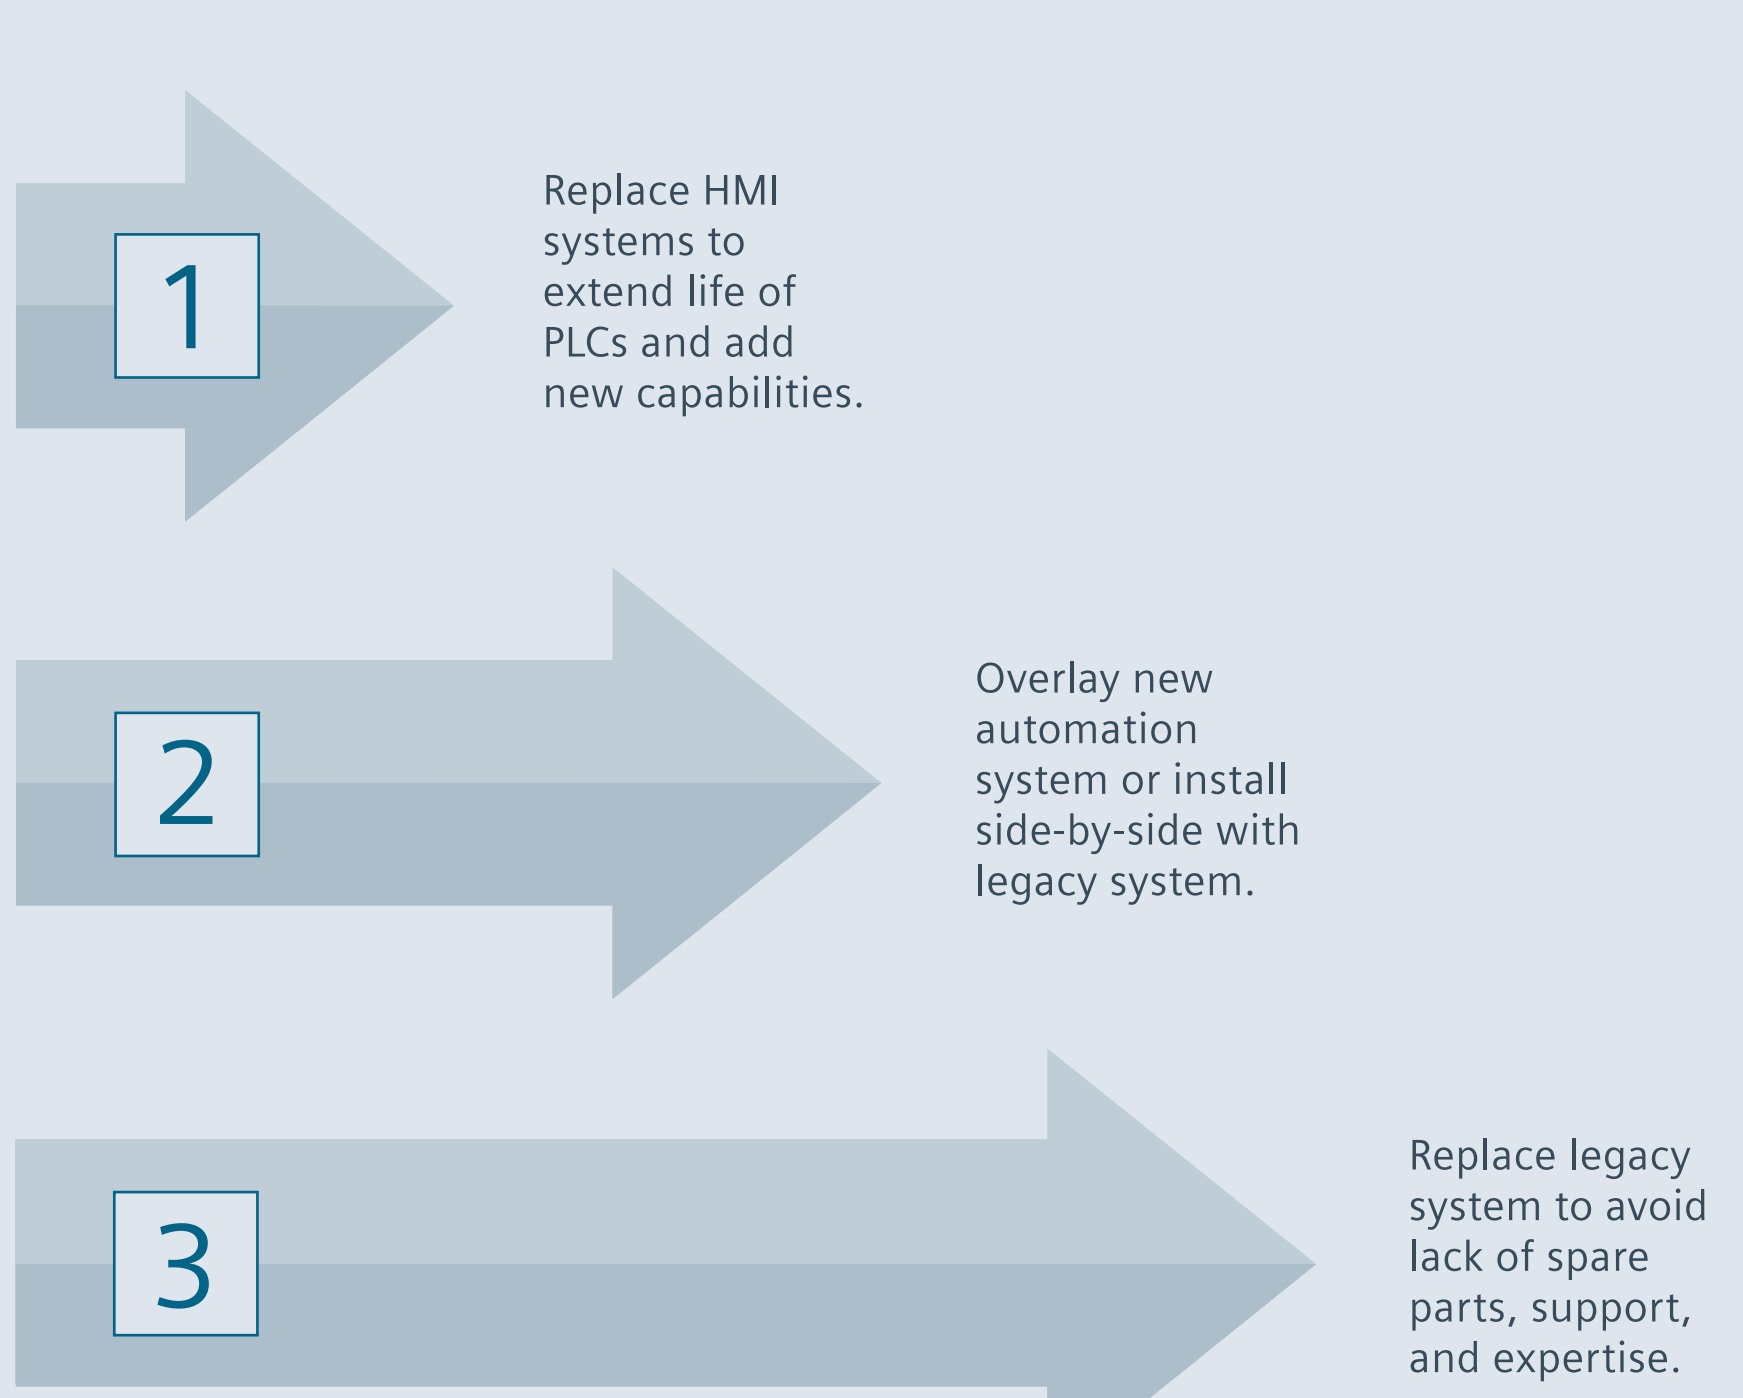 1
Replace HMI
systems to
extend life of
PLCs and add
new capabilities.
2
Overlay new
automation
system or install
side-by-side with
legacy system.
3
Replace legacy
system to avoid
lack of spare
parts, support,
and expertise.